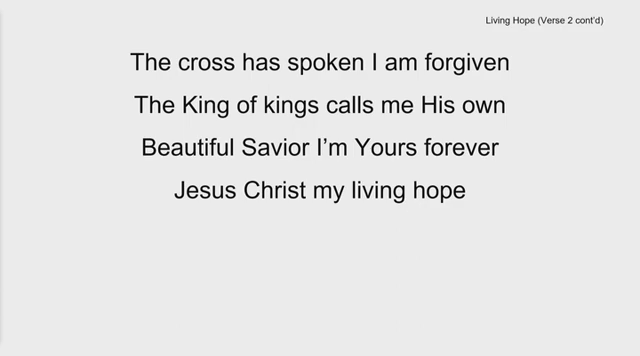 Living Hope (Verse 2 cont’d)
The cross has spoken I am forgiven
The King of kings calls me His own
Beautiful Savior I’m Yours forever
Jesus Christ my living hope